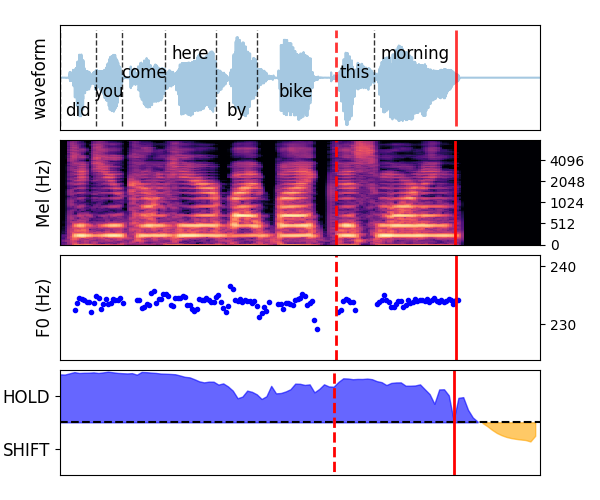 waveform
did you come here by bike this morning
Mel (Hz)
4096
2048
1024
512
0
F0 (Hz)
240
230
HOLD
SHIFT